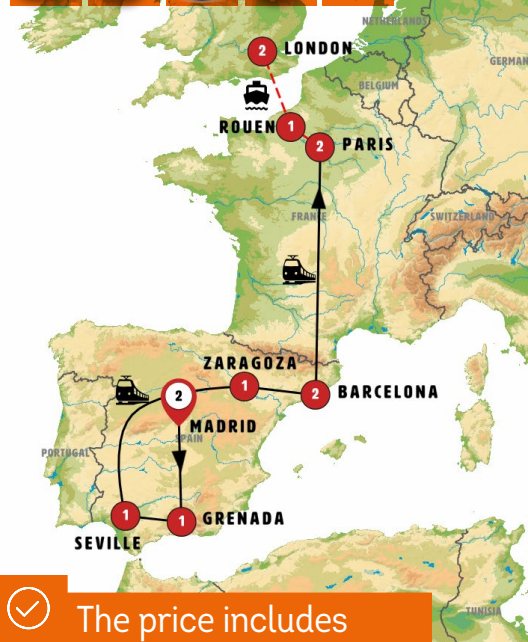 NETHERLANDS
2 LONDON
GERMAN
BELGIUM
ROUEN 1
2 PARIS
FRANCE
SWITZERLAND
ZARAGOZA
1
2
2 BARCELONA
MADRID
SPAIN
PORTUGAL
1
1 GRENADA
SEVILLE
TUNISIA
The price includes